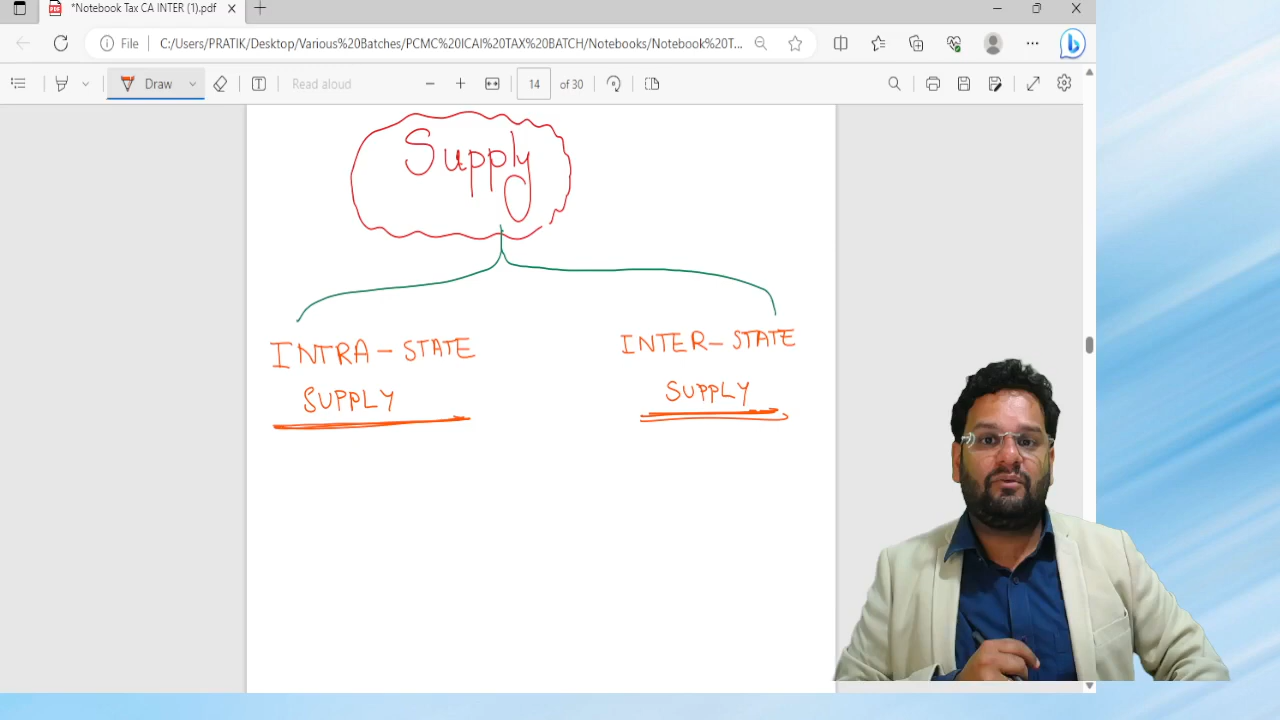 *Notebook Tax CA INTER (1).pdf
File
C:/Users/PRATIK/Desktop/Various%20Batches/PCMC%20ICAI%20TAX%20BATCH/Notebooks/Notebook%20T...
Draw
Read aloud
14
of 30
Supply
INTRA-STATE
SUPPLY
INTER-STATE
SUPPLY